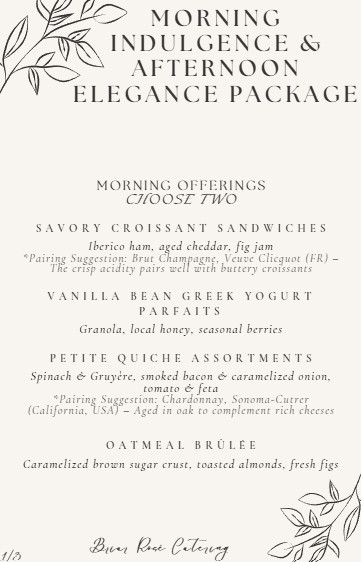 MORNING
INDULGENCE &
AFTERNOON
ELEGANCE PACKAGE
MORNING OFFERINGS
CHOOSE TWO
SAVORY CROISSANT SANDWICHES
Iberico ham, aged cheddar, fig jam
*Pairing Suggestion: Brut Champagne, Veuve Clicquot (FR) –
The crisp acidity pairs well with buttery croissants
VANILLA BEAN GREEK YOGURT
PARFAITS
Granola, local honey, seasonal berries
PETITE QUICHE ASSORTMENTS
Spinach & Gruyère, smoked bacon & caramelized onion,
tomato & feta
*Pairing Suggestion: Chardonnay, Sonoma-Cutrer
(California, USA) – Aged in oak to complement rich cheeses
OATMEAL BRÛLÉE
Caramelized brown sugar crust, toasted almonds, fresh figs
Briar Rosé Catering
1/3